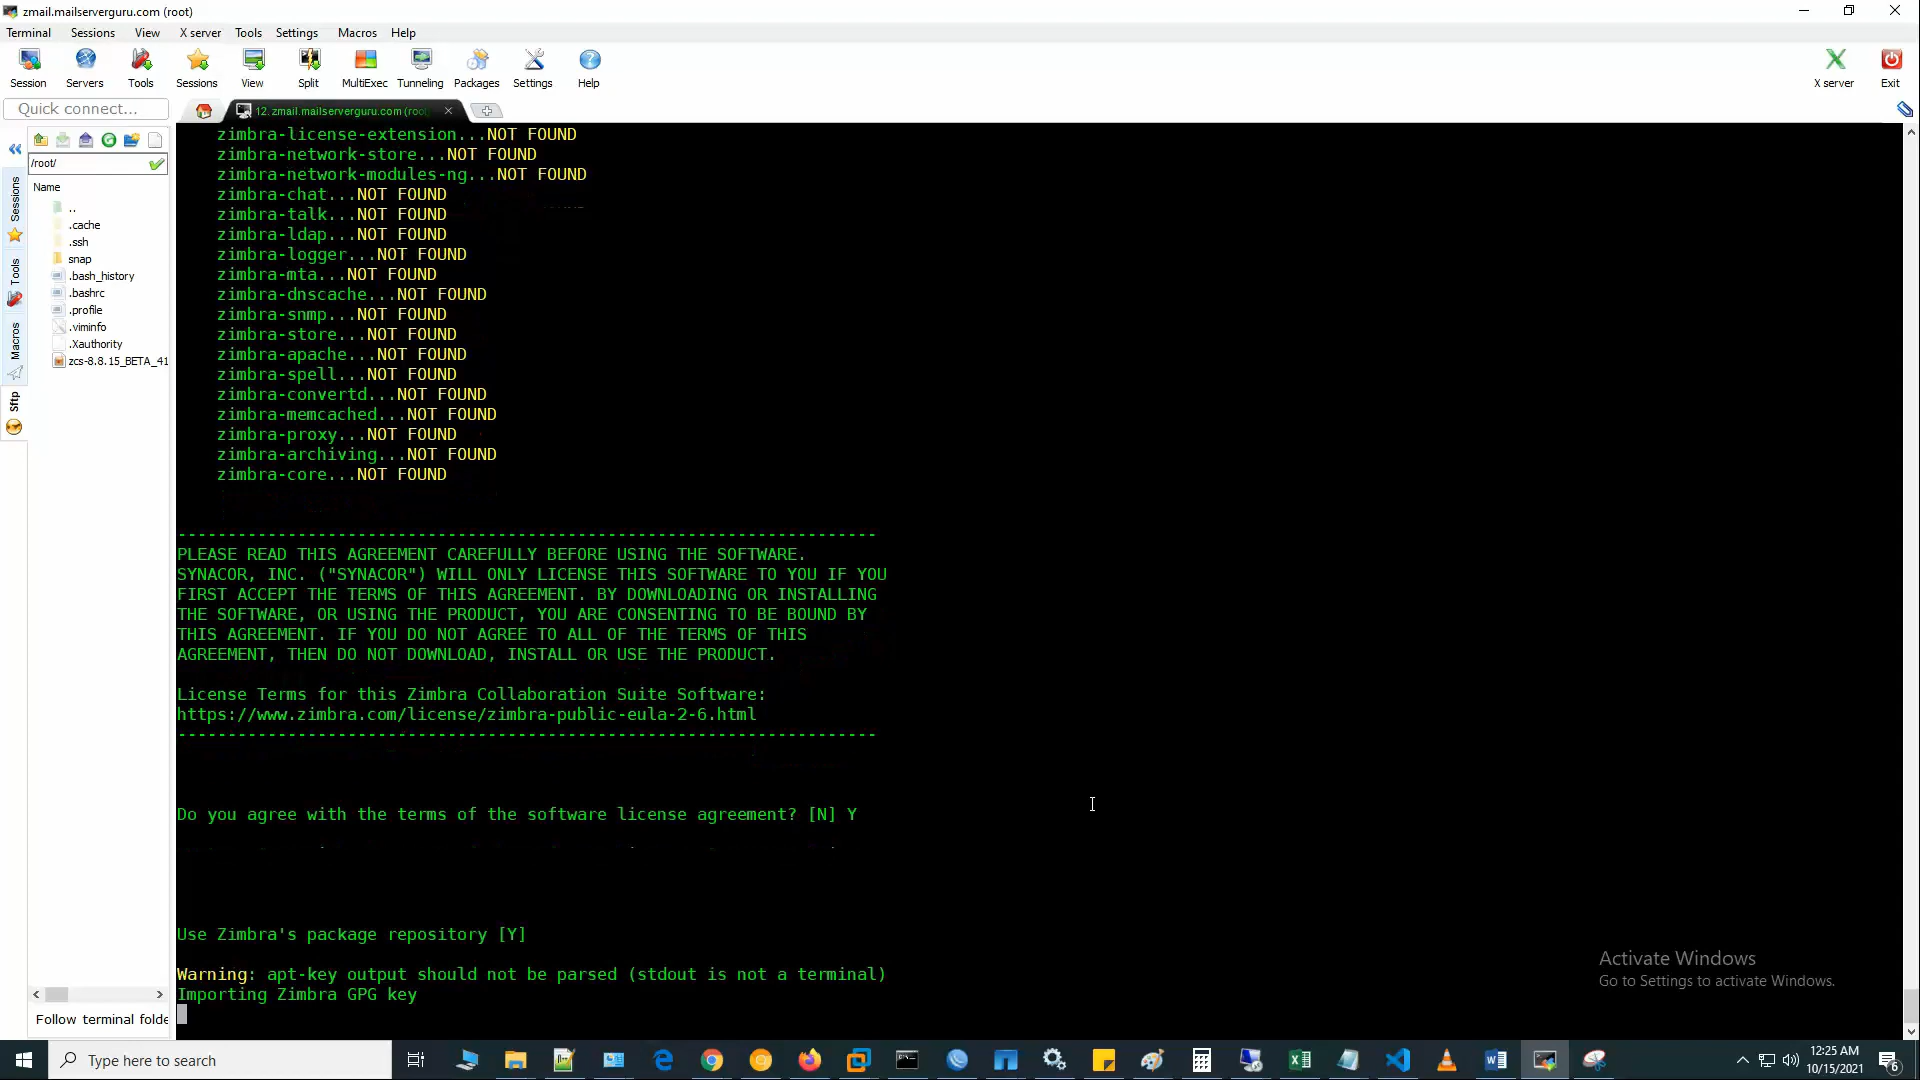 zmail.mailserverguru.com (root)
Terminal Sessions View X server Tools Settings Macros Help
Session Servers Tools Sessions View Split MultiExec Tunneling Packages Settings Help X server Exit
Quick connect...
12. zmail.mailserverguru.com (roo
/root/
Name
..
.cache
.ssh
snap
.bash_history
.bashrc
.profile
.viminfo
.Xauthority
zcs-8.8.15_BETA_41
Sessions
Tools
Macros
Sftp
Follow terminal folde
zimbra-license-extension...NOT FOUND
zimbra-network-store...NOT FOUND
zimbra-network-modules-ng...NOT FOUND
zimbra-chat...NOT FOUND
zimbra-talk...NOT FOUND
zimbra-ldap...NOT FOUND
zimbra-logger...NOT FOUND
zimbra-mta...NOT FOUND
zimbra-dnscache...NOT FOUND
zimbra-snmp...NOT FOUND
zimbra-store...NOT FOUND
zimbra-apache...NOT FOUND
zimbra-spell...NOT FOUND
zimbra-convertd...NOT FOUND
zimbra-memcached...NOT FOUND
zimbra-proxy...NOT FOUND
zimbra-archiving...NOT FOUND
zimbra-core...NOT FOUND
----------------------------------------------------------------------
PLEASE READ THIS AGREEMENT CAREFULLY BEFORE USING THE SOFTWARE.
SYNACOR, INC. ("SYNACOR") WILL ONLY LICENSE THIS SOFTWARE TO YOU IF YOU
FIRST ACCEPT THE TERMS OF THIS AGREEMENT. BY DOWNLOADING OR INSTALLING
THE SOFTWARE, OR USING THE PRODUCT, YOU ARE CONSENTING TO BE BOUND BY
THIS AGREEMENT. IF YOU DO NOT AGREE TO ALL OF THE TERMS OF THIS
AGREEMENT, THEN DO NOT DOWNLOAD, INSTALL OR USE THE PRODUCT.
License Terms for this Zimbra Collaboration Suite Software:
https://www.zimbra.com/license/zimbra-public-eula-2-6.html
----------------------------------------------------------------------
Do you agree with the terms of the software license agreement? [N] Y
Use Zimbra's package repository [Y]
Warning: apt-key output should not be parsed (stdout is not a terminal)
Importing Zimbra GPG key
Activate Windows
Go to Settings to activate Windows.
Type here to search
12:25 AM
10/15/2021
6